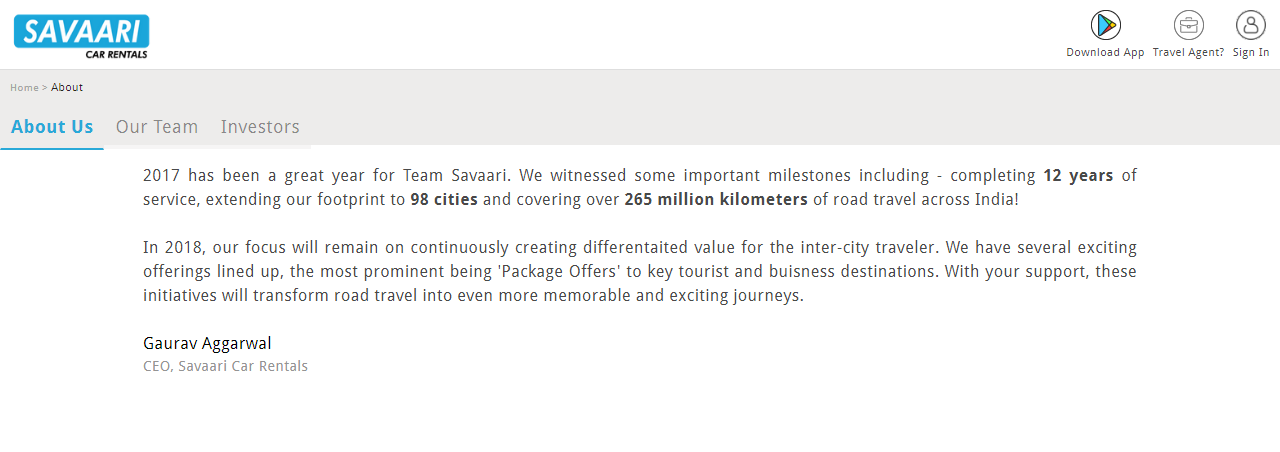 SAVAARI
CAR RENTALS
Download App
Travel Agent?
Sign In
Home > About
About Us
Our Team
Investors
2017 has been a great year for Team Savaari. We witnessed some important milestones including - completing 12 years of
service, extending our footprint to 98 cities and covering over 265 million kilometers of road travel across India!
In 2018, our focus will remain on continuously creating differentaited value for the inter-city traveler. We have several exciting
offerings lined up, the most prominent being 'Package Offers' to key tourist and buisness destinations. With your support, these
initiatives will transform road travel into even more memorable and exciting journeys.
Gaurav Aggarwal
CEO, Savaari Car Rentals